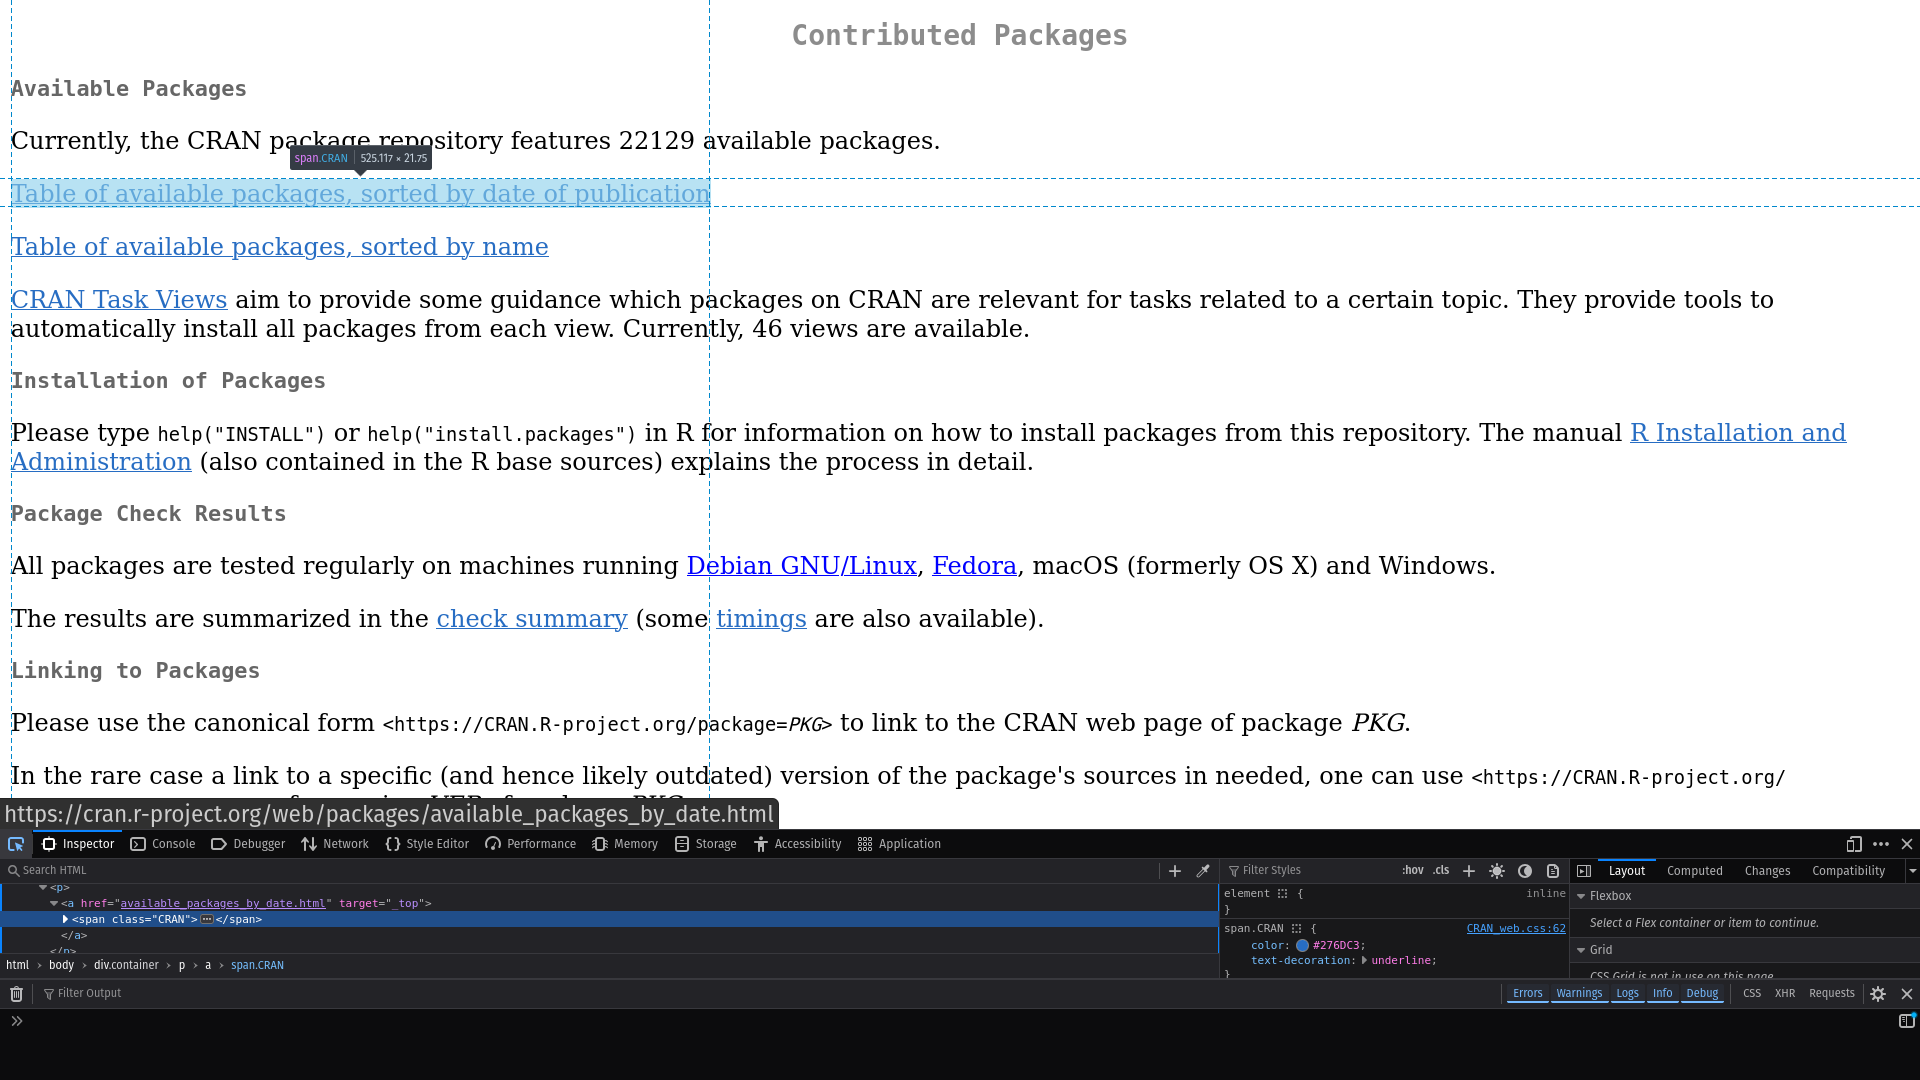 Contributed Packages
Available Packages
Currently, the CRAN package repository features 22129 available packages.
span.CRAN 525.117 × 21.75
Table of available packages, sorted by date of publication
Table of available packages, sorted by name
CRAN Task Views aim to provide some guidance which packages on CRAN are relevant for tasks related to a certain topic. They provide tools to
automatically install all packages from each view. Currently, 46 views are available.
Installation of Packages
Please type help("INSTALL") or help("install.packages") in R for information on how to install packages from this repository. The manual R Installation and
Administration (also contained in the R base sources) explains the process in detail.
Package Check Results
All packages are tested regularly on machines running Debian GNU/Linux, Fedora, macOS (formerly OS X) and Windows.
The results are summarized in the check summary (some timings are also available).
Linking to Packages
Please use the canonical form <https://CRAN.R-project.org/package=PKG> to link to the CRAN web page of package PKG.
In the rare case a link to a specific (and hence likely outdated) version of the package's sources in needed, one can use <https://CRAN.R-project.org/
https://cran.r-project.org/web/packages/available_packages_by_date.html
Inspector Console Debugger Network Style Editor Performance Memory Storage Accessibility Application
Search HTML
Filter Styles :hov .cls
Layout Computed Changes Compatibility
<p>
<a href="available_packages_by_date.html" target="_top">
<span class="CRAN"></span>
</a>
</p>
html › body › div.container › p › a › span.CRAN
element { inline
}
span.CRAN { CRAN_web.css:62
color: #276DC3;
text-decoration: underline;
}
Flexbox
Select a Flex container or item to continue.
Grid
CSS Grid is not in use on this page
Filter Output
Errors Warnings Logs Info Debug CSS XHR Requests